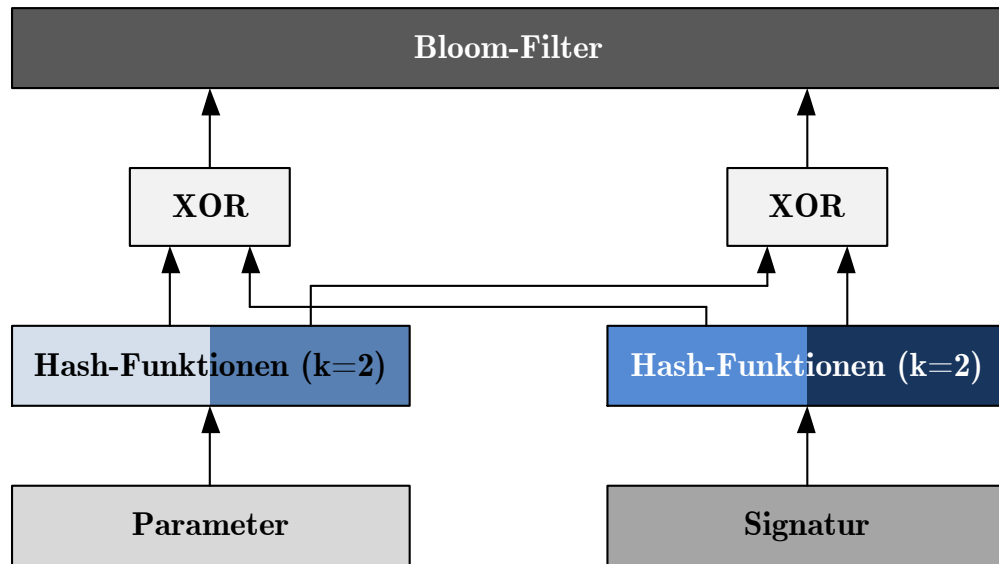 Bloom-Filter
XOR
XOR
Hash-Funktionen (k=2)
Hash-Funktionen (k=2)
Parameter
Signatur